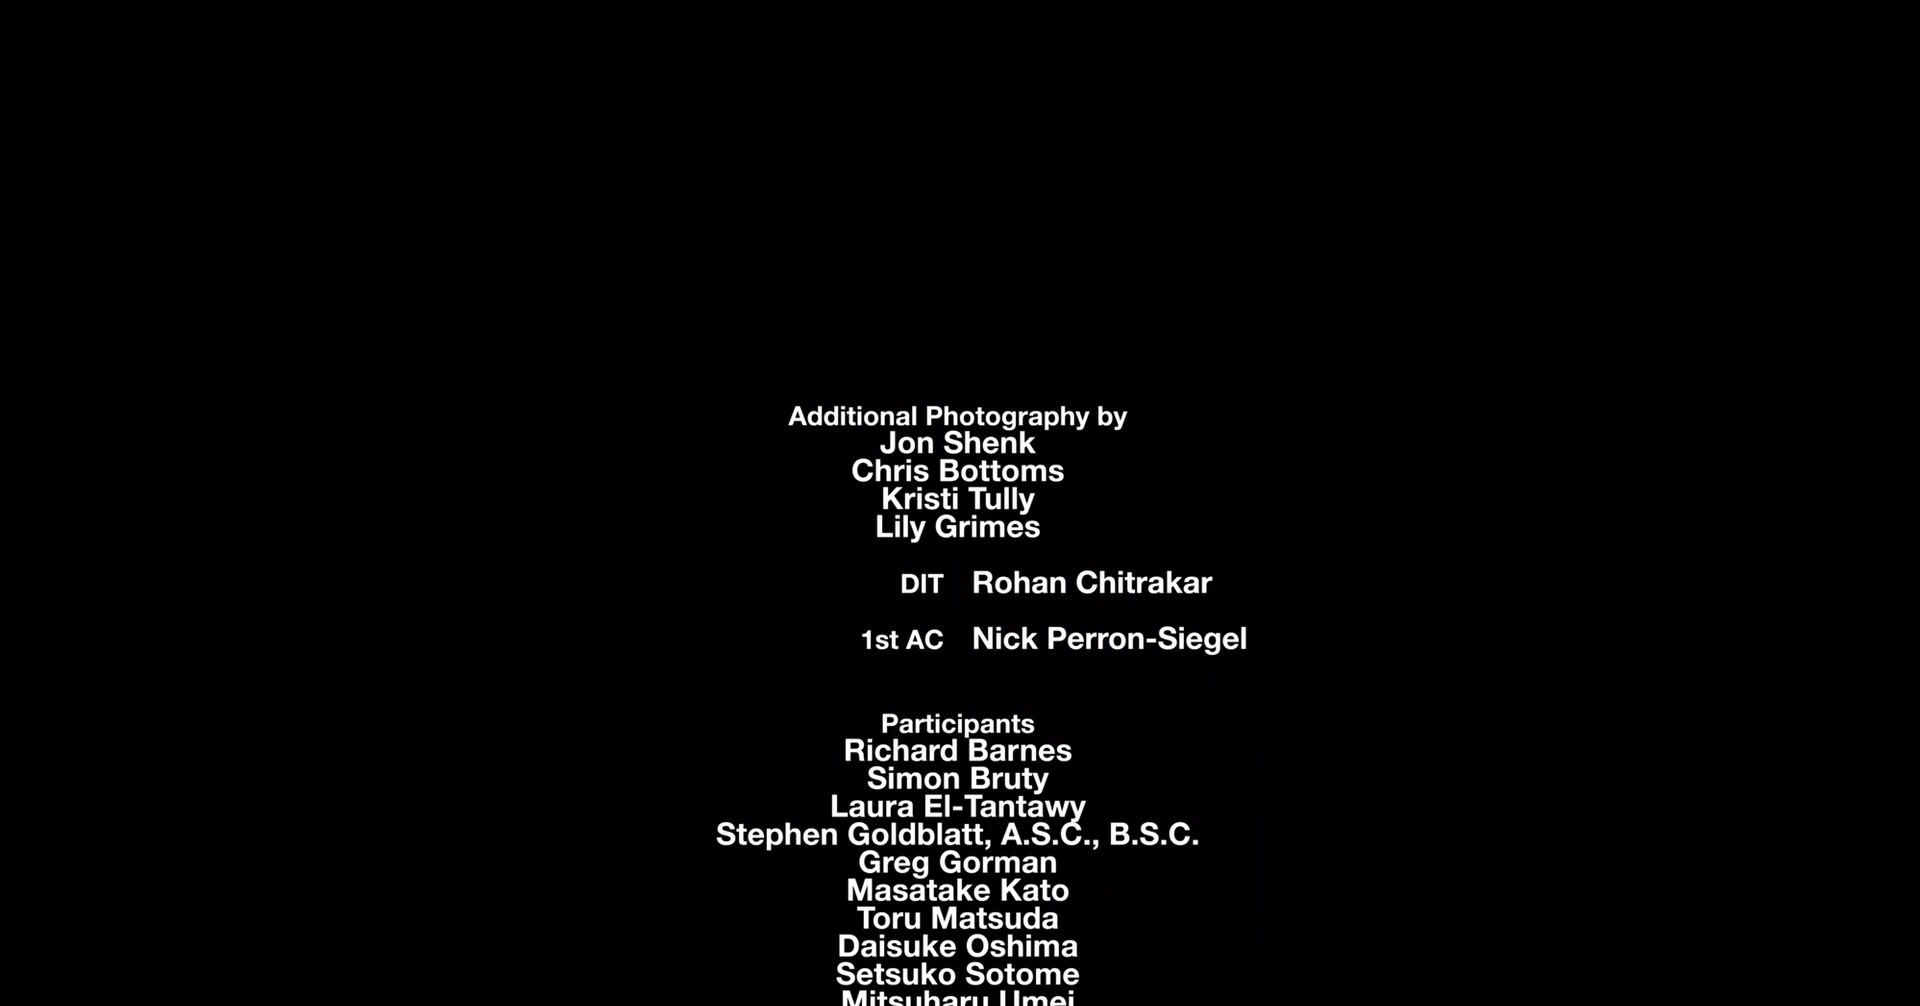 Additional Photography by
Jon Shenk
Chris Bottoms
Kristi Tully
Lily Grimes
DIT Rohan Chitrakar
1st AC Nick Perron-Siegel
Participants
Richard Barnes
Simon Bruty
Laura El-Tantawy
Stephen Goldblatt, A.S.C., B.S.C.
Greg Gorman
Masatake Kato
Toru Matsuda
Daisuke Oshima
Setsuko Sotome
Mitsuharu Umei